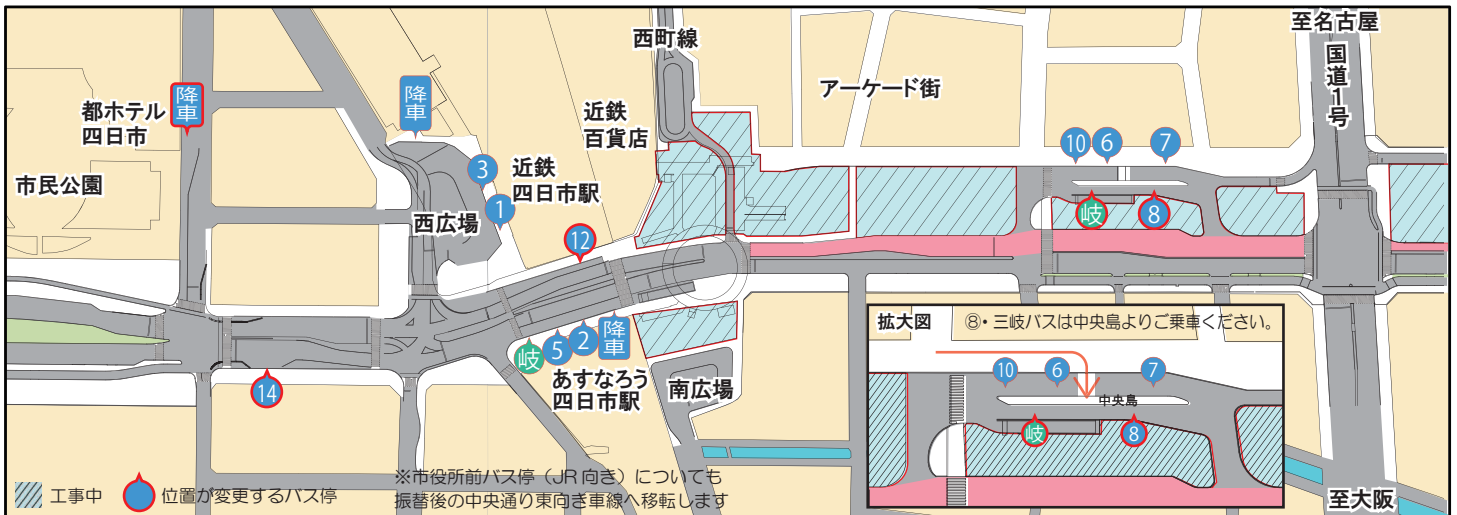 西町線
至名古屋
国道1号
アーケード街
都ホテル
四日市
降車
降車
近鉄
百貨店
市民公園
3
近鉄
四日市駅
1
西広場
12
10
6
7
岐
8
岐
5
2
降車
あすなろう
四日市駅
南広場
14
拡大図
⑧・三岐バスは中央島よりご乗車ください。
10
6
7
中央島
岐
8
工事中
位置が変更するバス停
※市役所前バス停（JR向き）についても
振替後の中央通り東向き車線へ移転します
至大阪